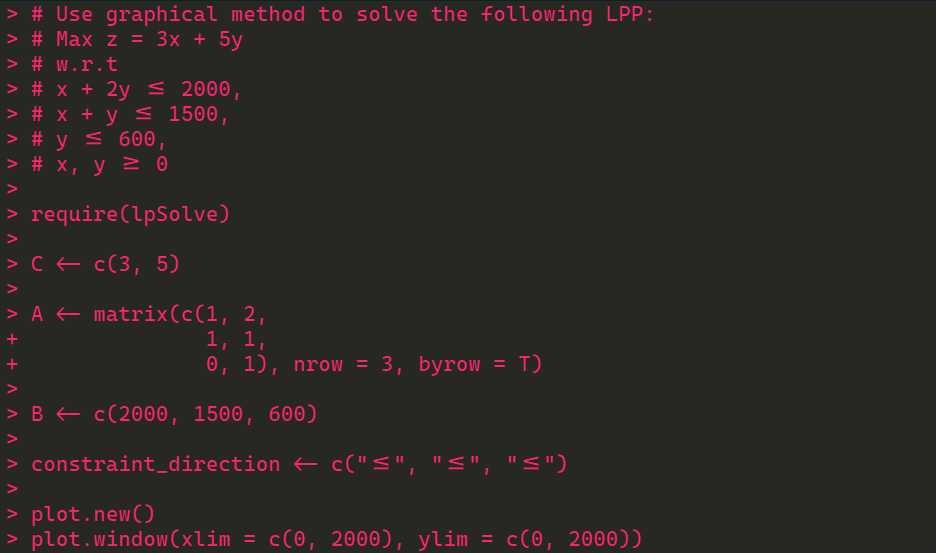 > # Use graphical method to solve the following LPP:
> # Max z = 3x + 5y
> # w.r.t
> # x + 2y ≤ 2000,
> # x + y ≤ 1500,
> # y ≤ 600,
> # x, y ≥ 0
>
> require(lpSolve)
>
> C ← c(3, 5)
>
> A ← matrix(c(1, 2,
+               1, 1,
+               0, 1), nrow = 3, byrow = T)
>
> B ← c(2000, 1500, 600)
>
> constraint_direction ← c("≤", "≤", "≤")
>
> plot.new()
> plot.window(xlim = c(0, 2000), ylim = c(0, 2000))